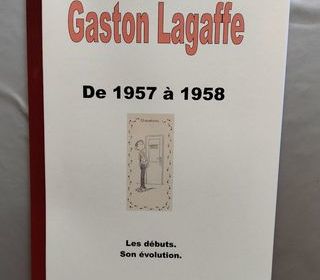 Gaston Lagaffe
De 1957 à 1958
Les débuts.
Son évolution.